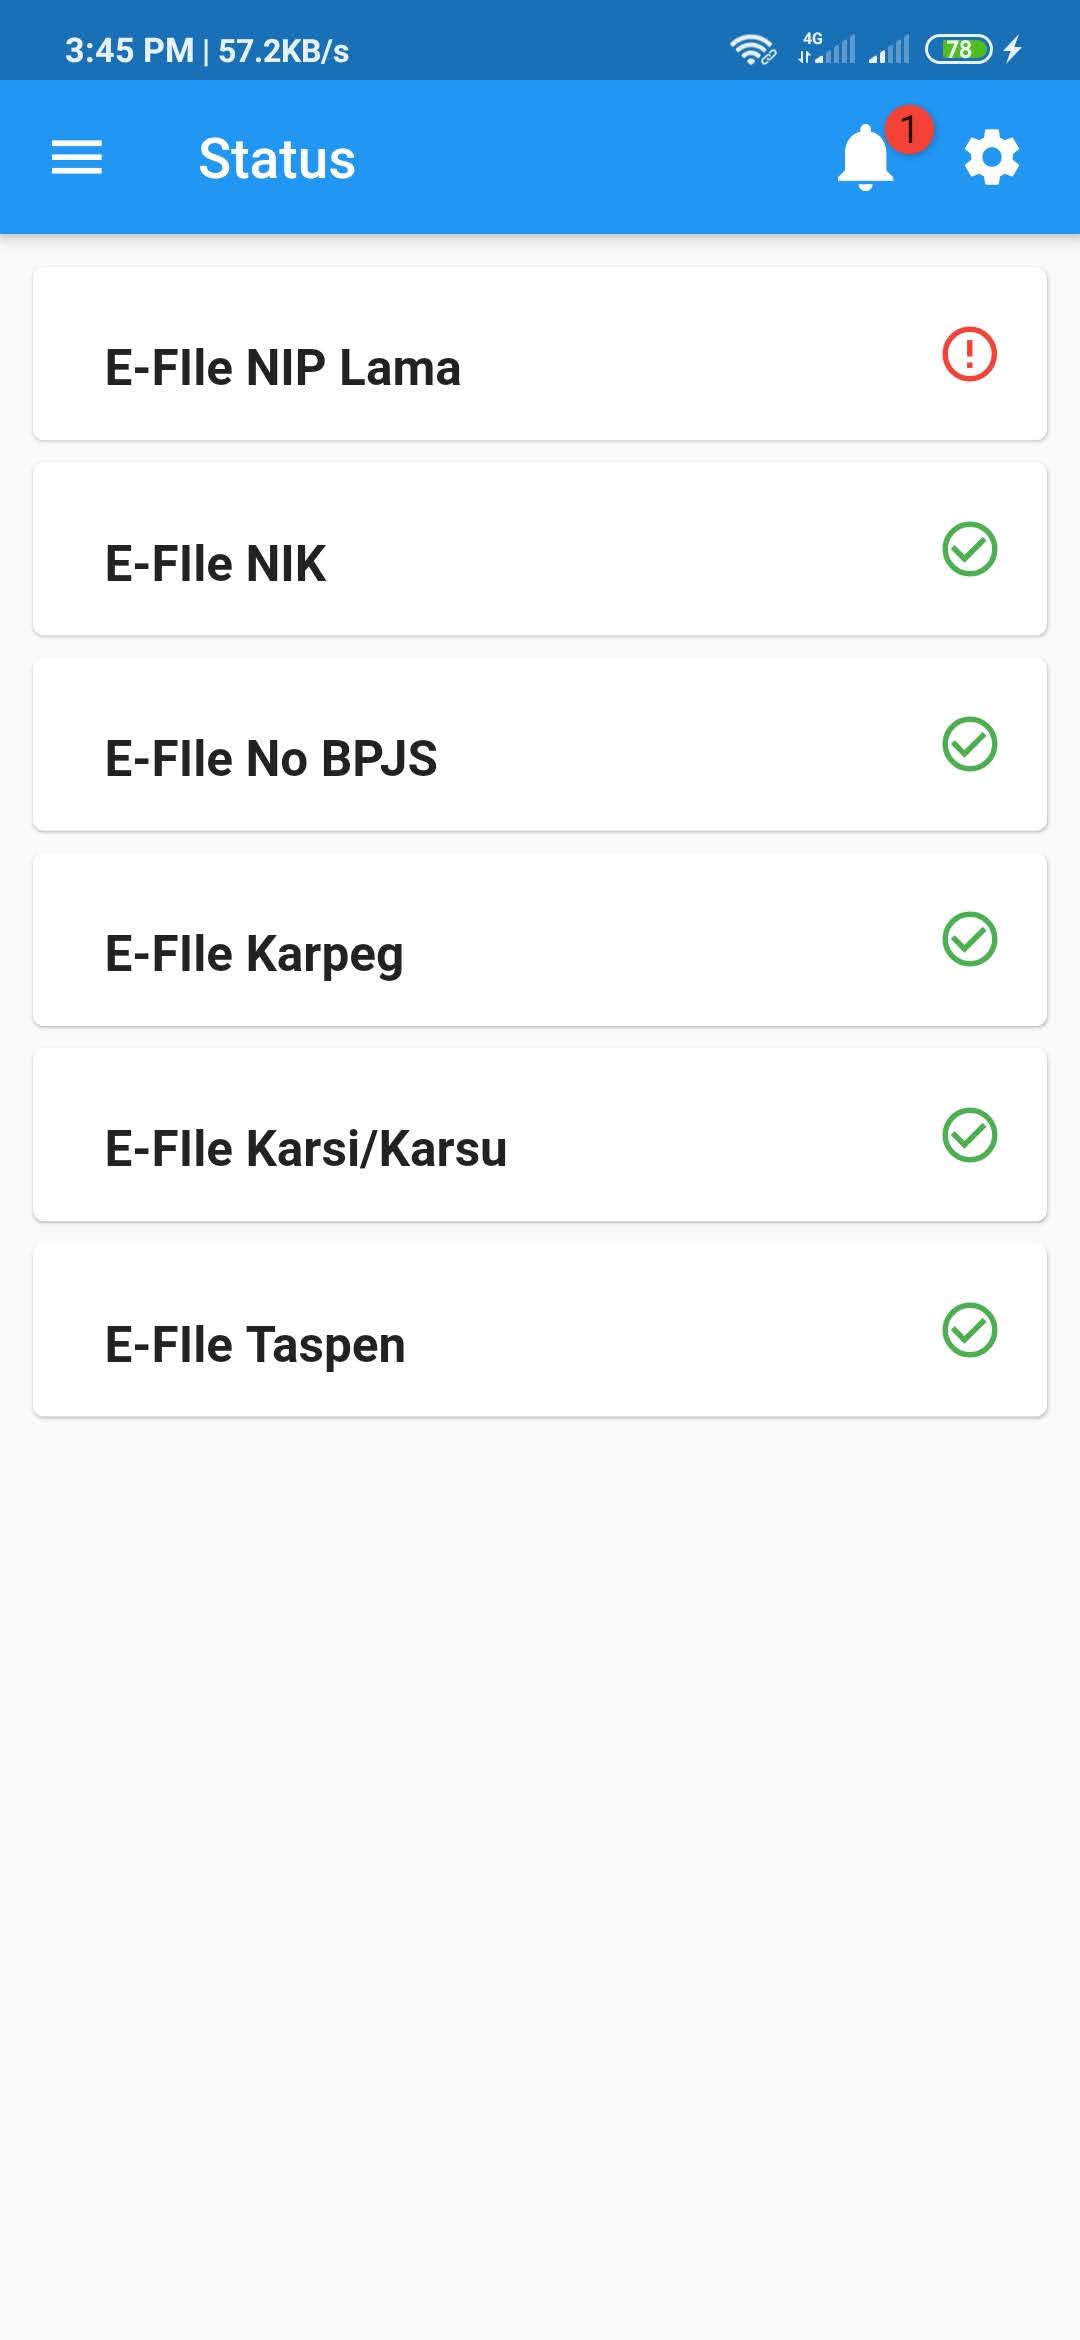 3:45 PM | 57.2KB/s 4G 78
Status 1
E-FIle NIP Lama
E-FIle NIK
E-FIle No BPJS
E-FIle Karpeg
E-FIle Karsi/Karsu
E-FIle Taspen